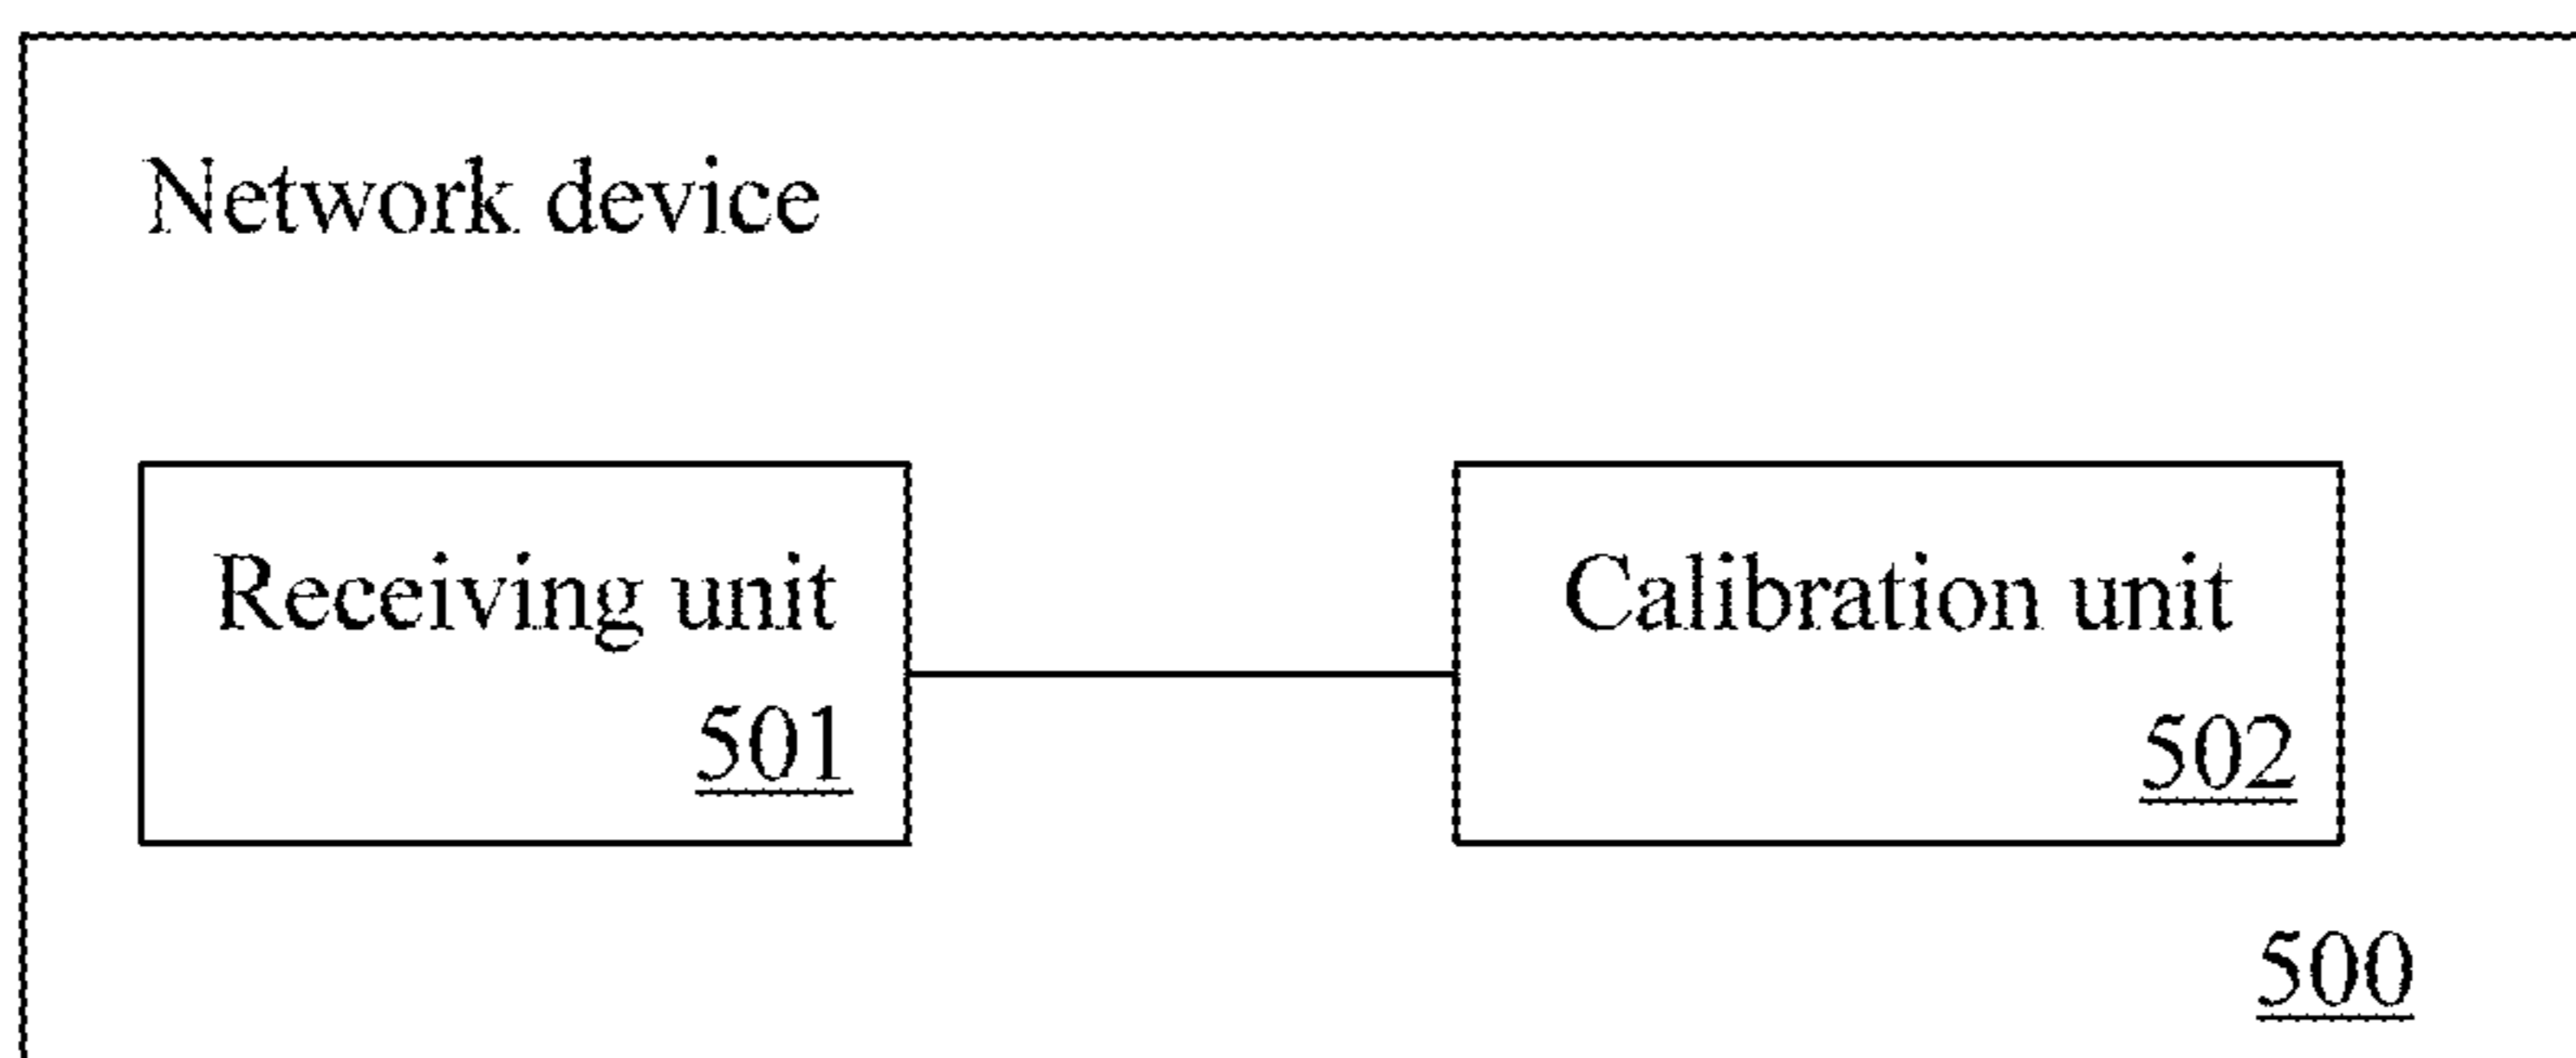 Network device
Receiving unit
501
Calibration unit
502
500